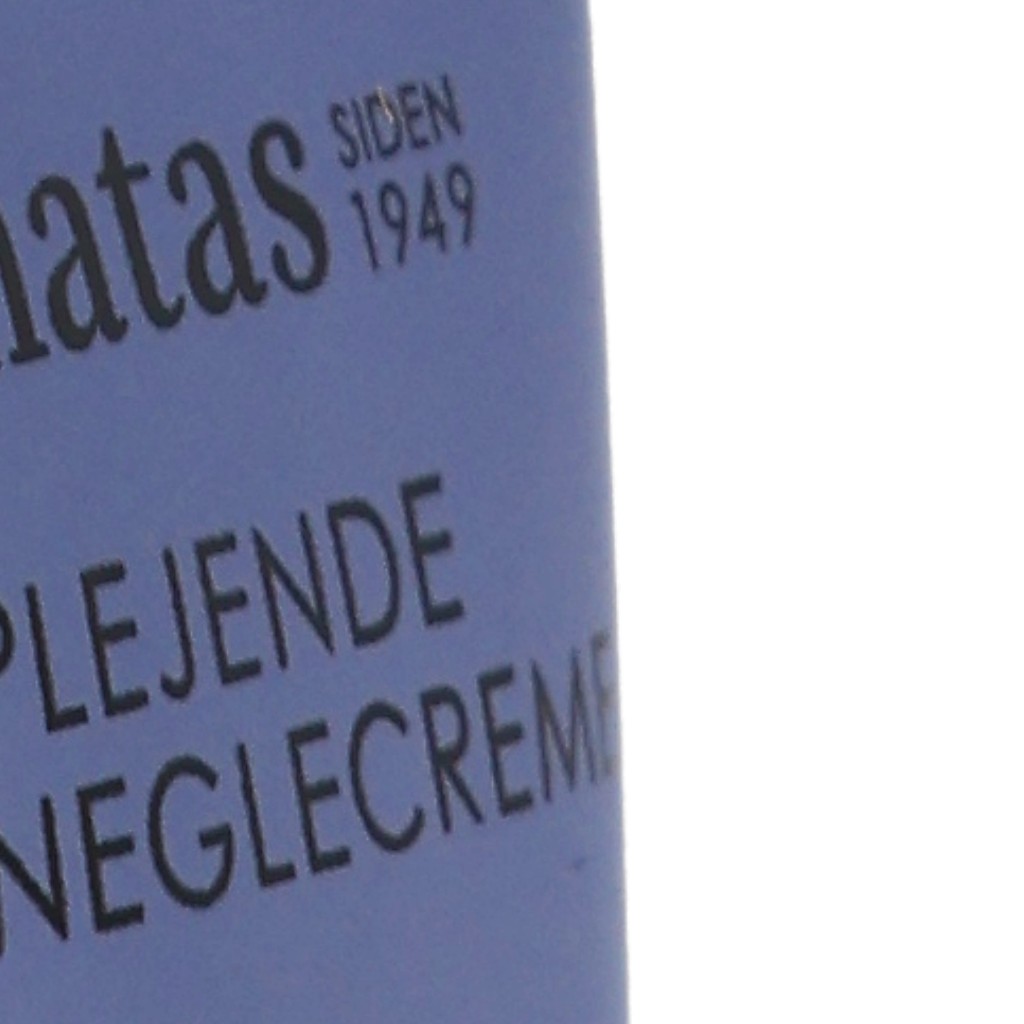 natas SIDEN
1949
PLEJENDE
NEGLECREME